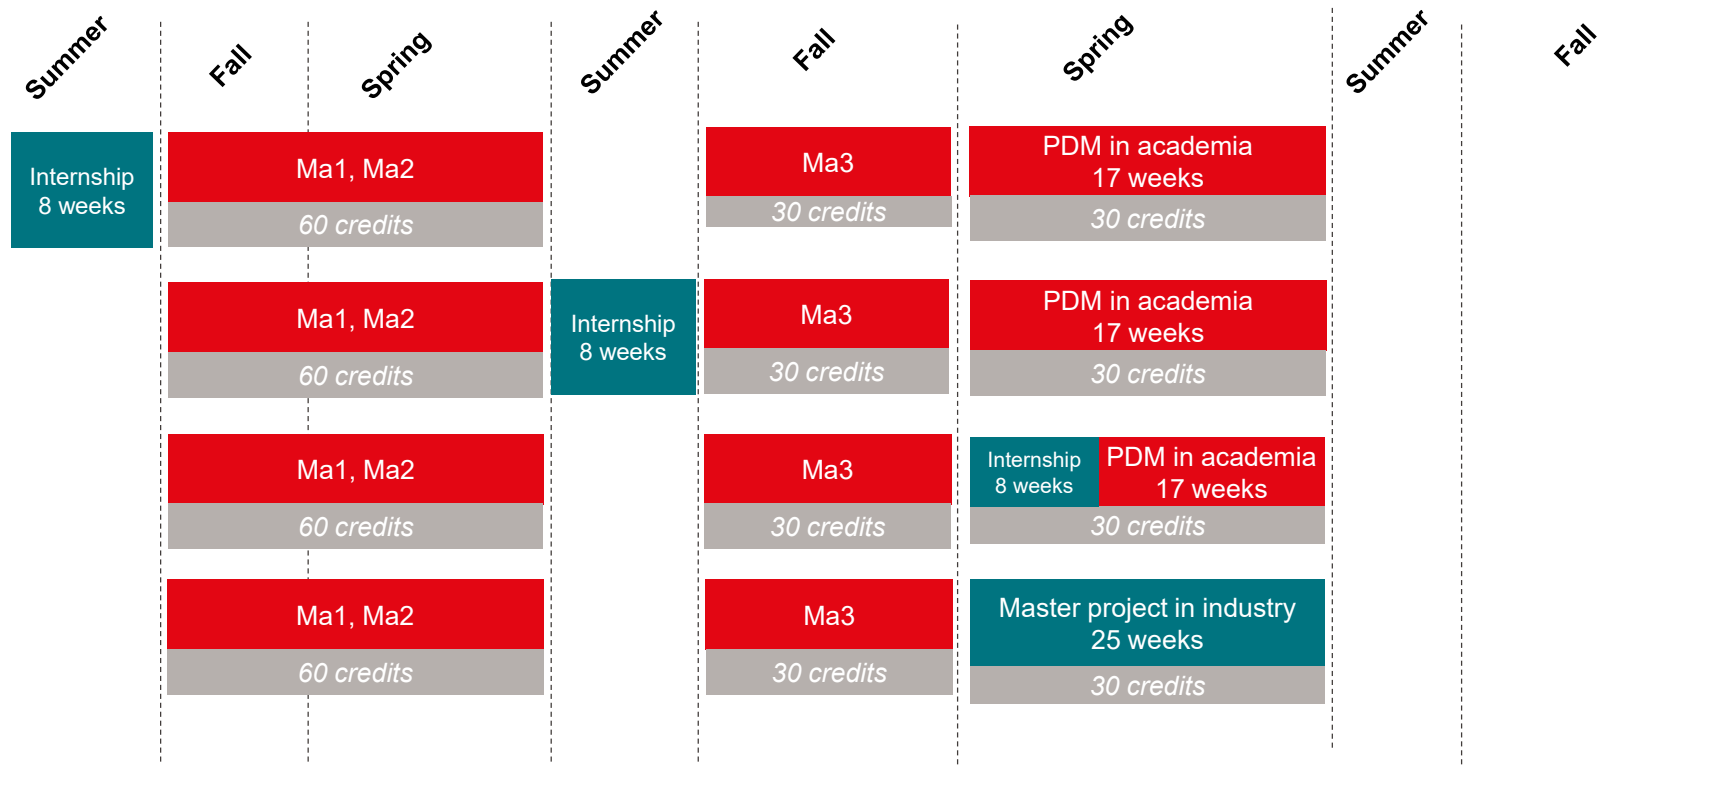 Summer
Fall
Spring
Summer
Fall
Spring
Summer
Fall
Internship
8 weeks
Ma1, Ma2
60 credits
Ma3
30 credits
PDM in academia
17 weeks
30 credits
Ma1, Ma2
60 credits
Internship
8 weeks
Ma3
30 credits
PDM in academia
17 weeks
30 credits
Ma1, Ma2
60 credits
Ma3
30 credits
Internship
8 weeks
PDM in academia
17 weeks
30 credits
Ma1, Ma2
60 credits
Ma3
30 credits
Master project in industry
25 weeks
30 credits